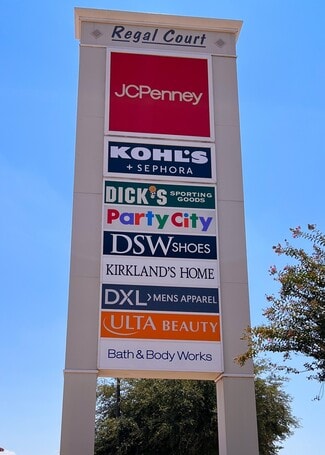 Regal Court
JCPenney
KOHL'S
+ SEPHORA
DICK'S SPORTING
GOODS
Party City
DSW SHOES
KIRKLAND'S HOME
DXL > MENS APPAREL
ULTA BEAUTY
Bath & Body Works